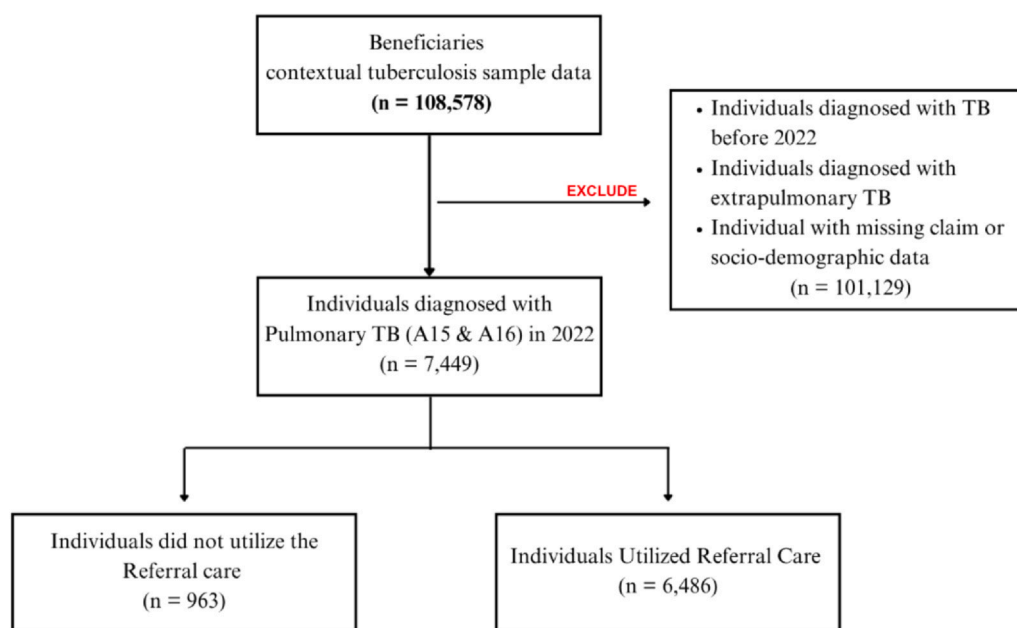 Beneficiaries
contextual tuberculosis sample data
(n = 108,578)
• Individuals diagnosed with TB
before 2022
• Individuals diagnosed with
extrapulmonary TB
• Individual with missing claim or
socio-demographic data
(n = 101,129)
EXCLUDE
Individuals diagnosed with
Pulmonary TB (A15 & A16) in 2022
(n = 7,449)
Individuals did not utilize the
Referral care
(n = 963)
Individuals Utilized Referral Care
(n = 6,486)